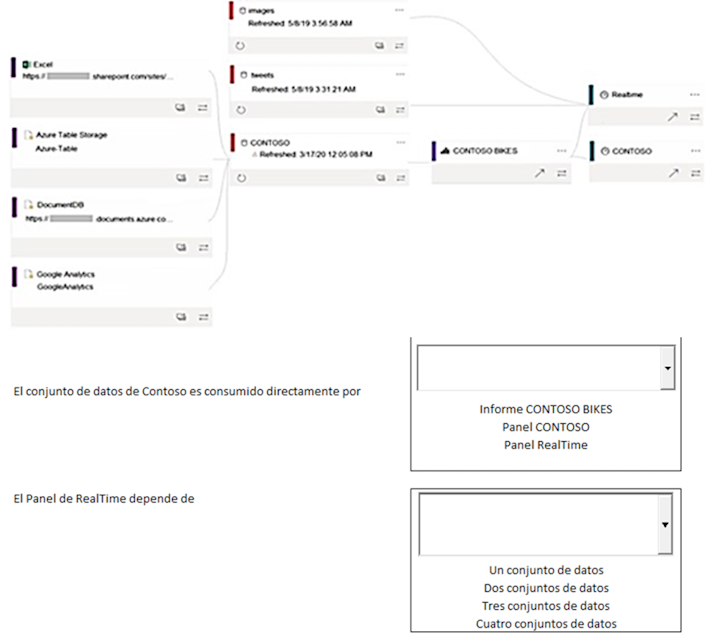 images
Refreshed: 5/8/19 3:56:58 AM
Excel
https://
sharepoint.com/sites/ ...
tweets
Refreshed: 5/8/19 3:31:21 AM
Realtime
Azure Table Storage
Azure-Table
CONTOSO
Refreshed: 3/17/20 12:05:08 PM
CONTOSO BIKES
CONTOSO
DocumentDB
https://
documents.azure.co...
Google Analytics
GoogleAnalytics
El conjunto de datos de Contoso es consumido directamente por
Informe CONTOSO BIKES
Panel CONTOSO
Panel RealTime
El Panel de RealTime depende de
Un conjunto de datos
Dos conjuntos de datos
Tres conjuntos de datos
Cuatro conjuntos de datos